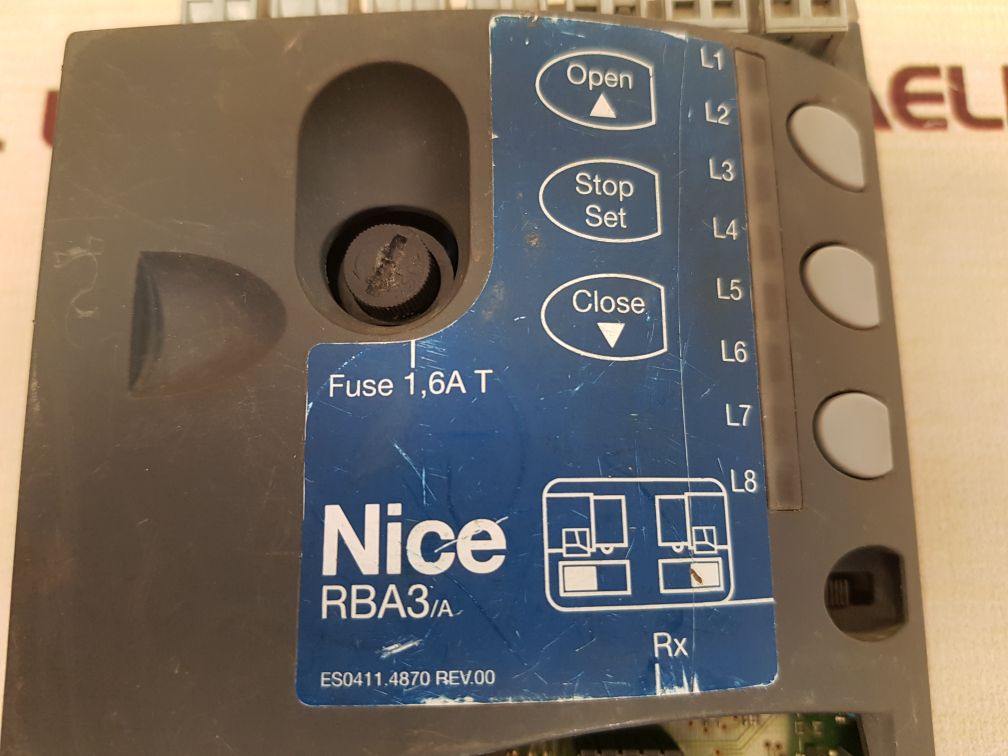 Open
Stop
Set
Close
L1
L2
L3
L4
L5
L6
L7
L8
Fuse 1,6A T
Nice
RBA3/A
Rx
ES0411.4870 REV.00